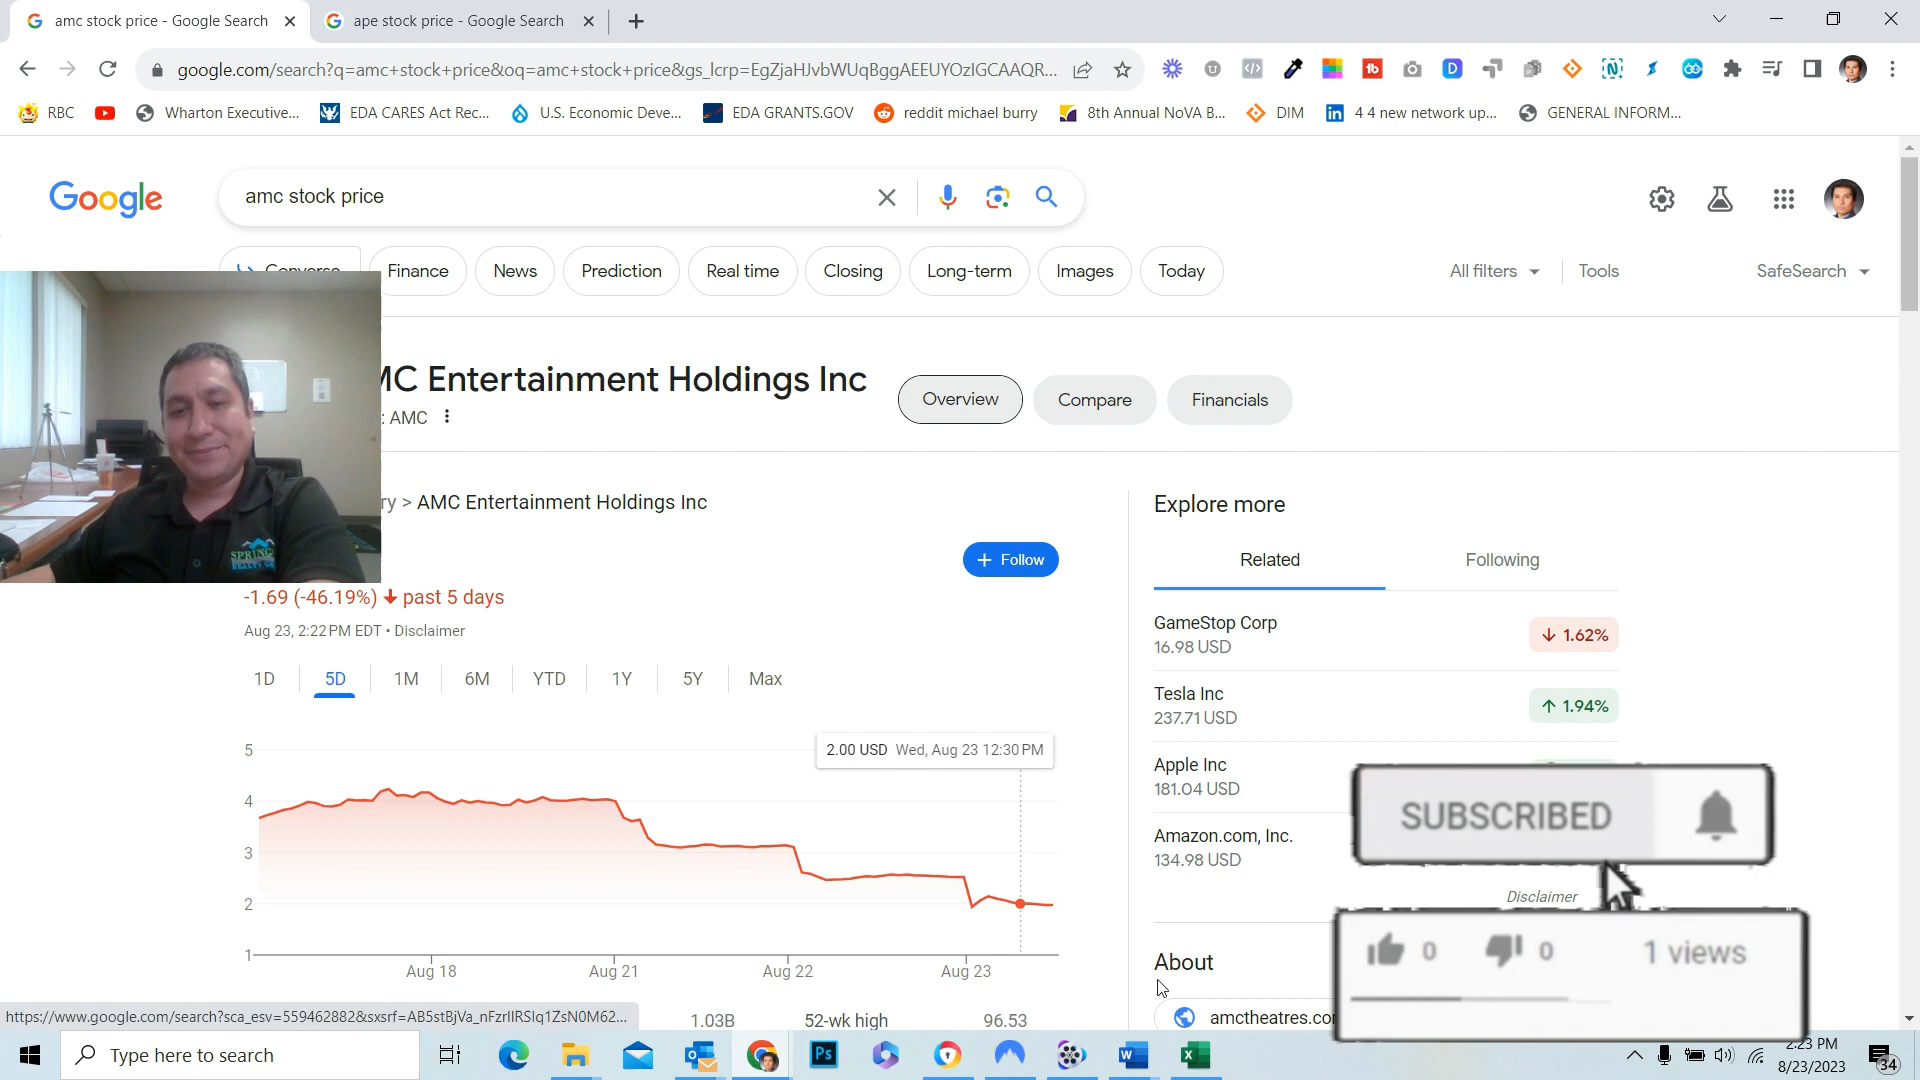 amc stock price - Google Search
ape stock price - Google Search
google.com/search?q=amc+stock+price&oq=amc+stock+price&gs_lcrp=EgZjaHJvbWUqBggAEEUYOzIGCAAQR...
RBC
Wharton Executive...
EDA CARES Act Rec...
U.S. Economic Deve...
EDA GRANTS.GOV
reddit michael burry
8th Annual NoVA B...
DIM
4 4 new network up...
GENERAL INFORM...
Google
amc stock price
Converse
Finance
News
Prediction
Real time
Closing
Long-term
Images
Today
All filters
Tools
SafeSearch
MC Entertainment Holdings Inc
: AMC
Overview
Compare
Financials
ry > AMC Entertainment Holdings Inc
Follow
SPRING
-1.69 (-46.19%) past 5 days
Aug 23, 2:22 PM EDT • Disclaimer
1D
5D
1M
6M
YTD
1Y
5Y
Max
2.00 USD Wed, Aug 23 12:30 PM
5
4
3
2
1
Aug 18
Aug 21
Aug 22
Aug 23
1.03B
52-wk high
96.53
Explore more
Related
Following
GameStop Corp
16.98 USD
1.62%
Tesla Inc
237.71 USD
1.94%
Apple Inc
181.04 USD
Amazon.com, Inc.
134.98 USD
Disclaimer
About
amctheatres.co
SUBSCRIBED
0
0
1 views
https://www.google.com/search?sca_esv=559462882&sxsrf=AB5stBjVa_nFzrlIRSIq1ZsN0M62...
Type here to search
2:23 PM
8/23/2023
34